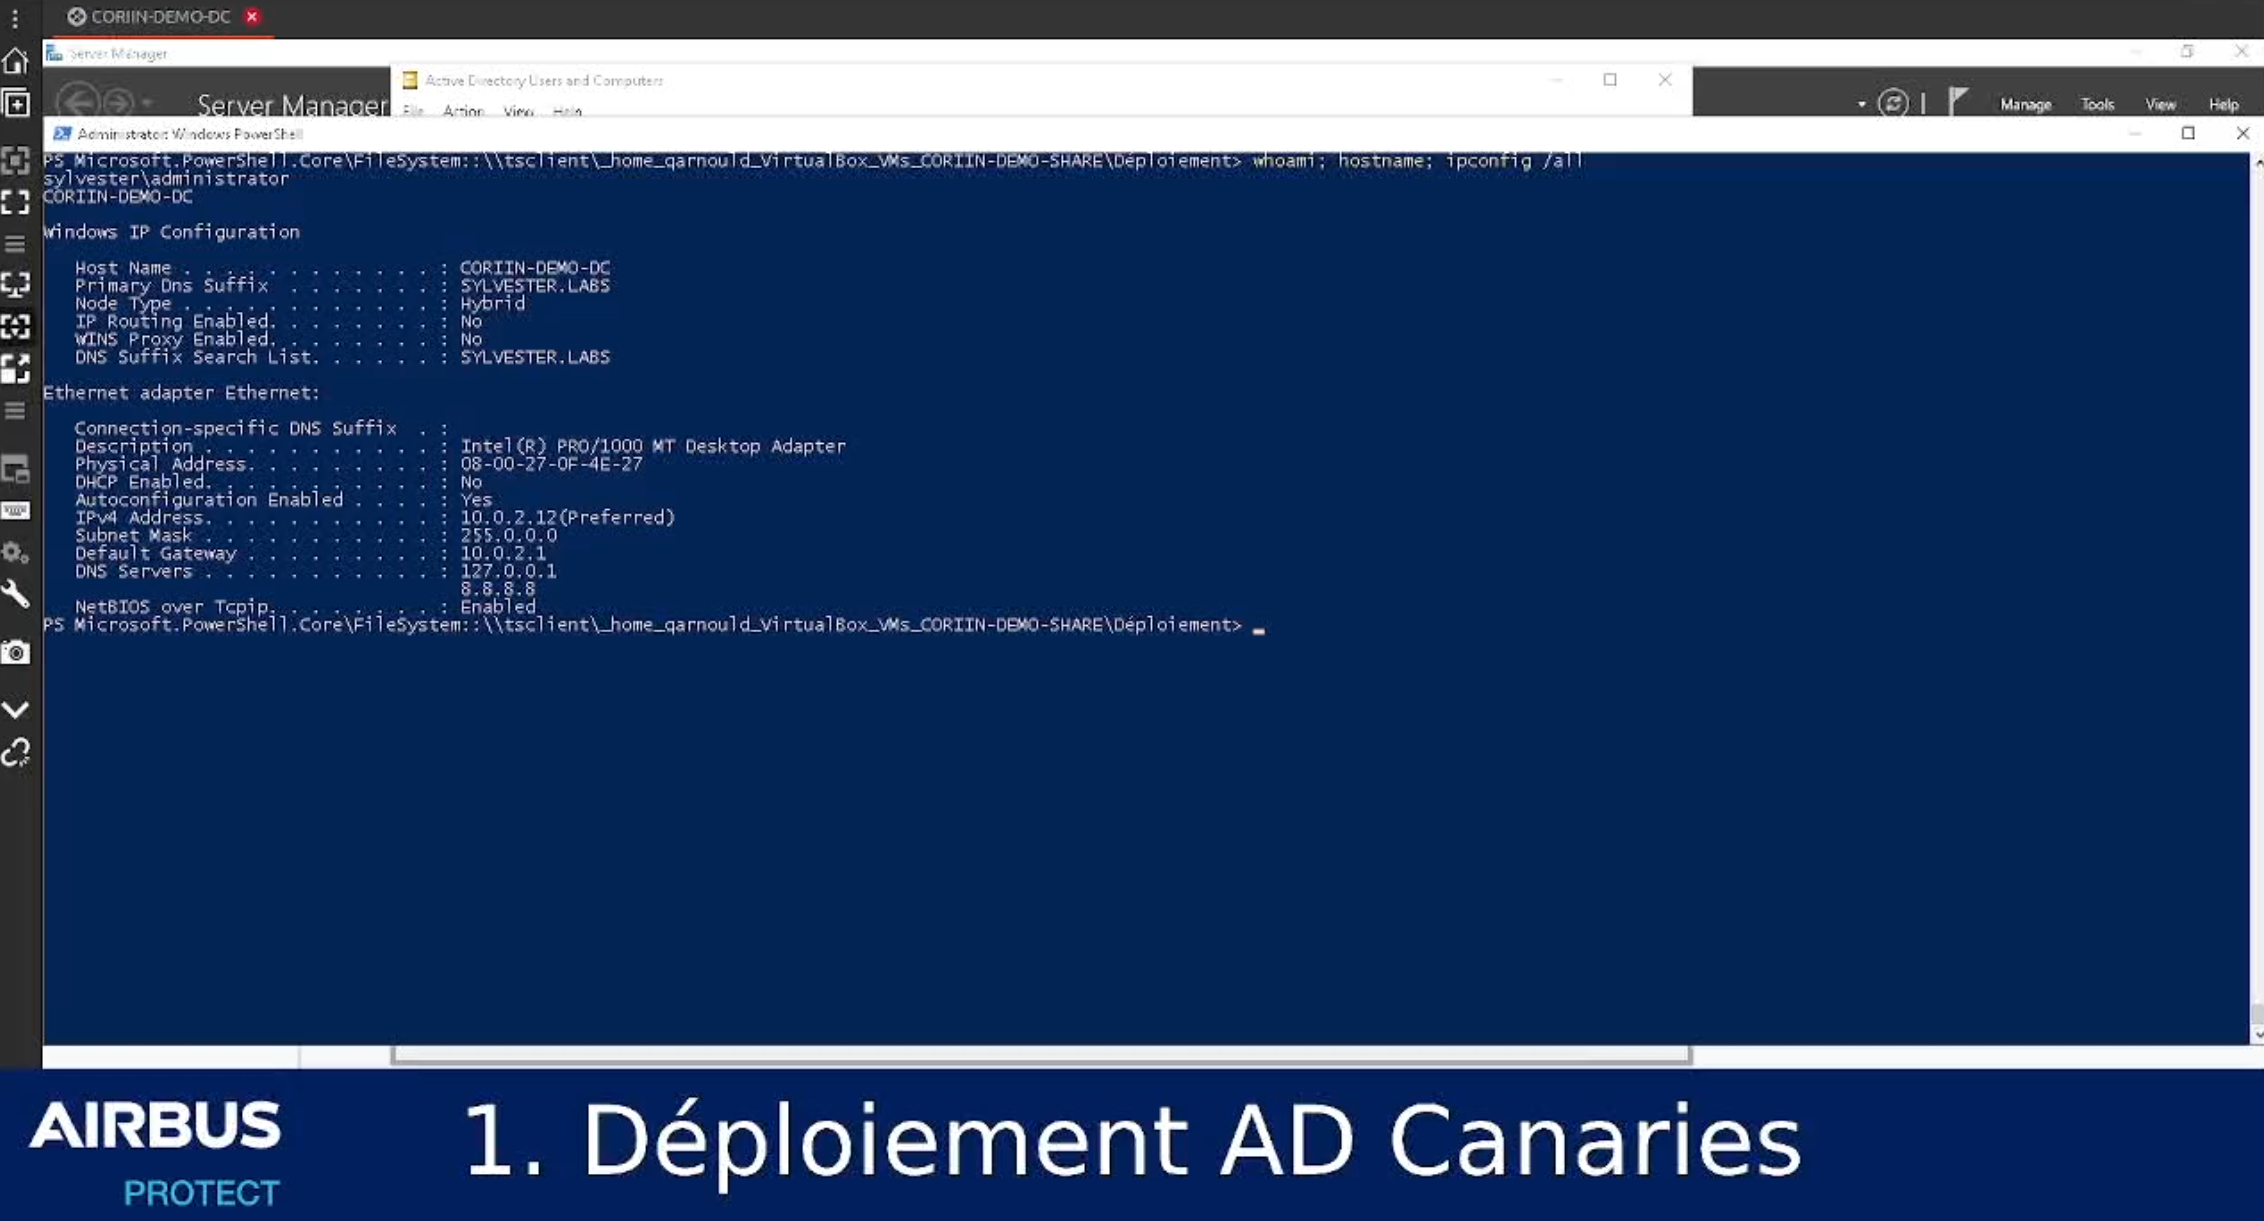 CORIIN-DEMO-DC
Server Manager
Active Directory Users and Computers
Server Manager
File Action View Help
Manage Tools View Help
Administrator: Windows PowerShell
PS Microsoft.PowerShell.Core\FileSystem::\\tsclient\_home_qarnould_VirtualBox_VMs_CORIIN-DEMO-SHARE\Déploiement> whoami; hostname; ipconfig /all
sylvester\administrator
CORIIN-DEMO-DC
Windows IP Configuration
Host Name . . . . . . . . . . . . : CORIIN-DEMO-DC
Primary Dns Suffix . . . . . . . : SYLVESTER.LABS
Node Type . . . . . . . . . . . . : Hybrid
IP Routing Enabled. . . . . . . . : No
WINS Proxy Enabled. . . . . . . . : No
DNS Suffix Search List. . . . . . : SYLVESTER.LABS
Ethernet adapter Ethernet:
Connection-specific DNS Suffix . :
Description . . . . . . . . . . . : Intel(R) PRO/1000 MT Desktop Adapter
Physical Address. . . . . . . . . : 08-00-27-0F-4E-27
DHCP Enabled. . . . . . . . . . . : No
Autoconfiguration Enabled . . . . : Yes
IPv4 Address. . . . . . . . . . . : 10.0.2.12(Preferred)
Subnet Mask . . . . . . . . . . . : 255.0.0.0
Default Gateway . . . . . . . . . : 10.0.2.1
DNS Servers . . . . . . . . . . . : 127.0.0.1
8.8.8.8
NetBIOS over Tcpip. . . . . . . . : Enabled
PS Microsoft.PowerShell.Core\FileSystem::\\tsclient\_home_qarnould_VirtualBox_VMs_CORIIN-DEMO-SHARE\Déploiement> _
AIRBUS
PROTECT
1. Déploiement AD Canaries